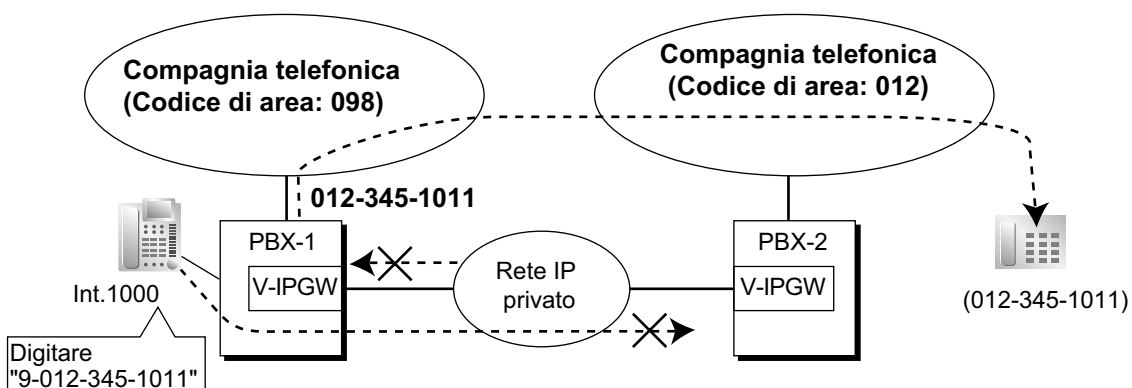 Compagnia telefonica
(Codice di area: 098)
Compagnia telefonica
(Codice di area: 012)
012-345-1011
PBX-1
V-IPGW
Rete IP
privato
PBX-2
V-IPGW
Int.1000
(012-345-1011)
Digitare
"9-012-345-1011"